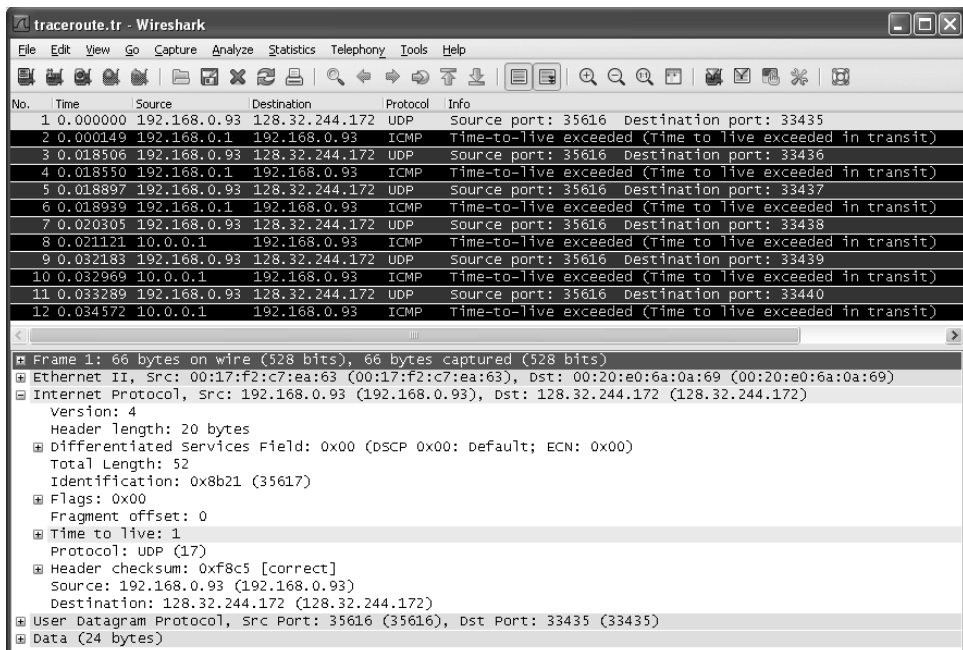 traceroute.tr - Wireshark
File Edit View Go Capture Analyze Statistics Telephony Tools Help
No. Time Source Destination Protocol Info
1 0.000000 192.168.0.93 128.32.244.172 UDP Source port: 35616 Destination port: 33435
2 0.000149 192.168.0.1 192.168.0.93 ICMP Time-to-live exceeded (Time to live exceeded in transit)
3 0.018506 192.168.0.93 128.32.244.172 UDP Source port: 35616 Destination port: 33436
4 0.018550 192.168.0.1 192.168.0.93 ICMP Time-to-live exceeded (Time to live exceeded in transit)
5 0.018897 192.168.0.93 128.32.244.172 UDP Source port: 35616 Destination port: 33437
6 0.018939 192.168.0.1 192.168.0.93 ICMP Time-to-live exceeded (Time to live exceeded in transit)
7 0.020305 192.168.0.93 128.32.244.172 UDP Source port: 35616 Destination port: 33438
8 0.021121 10.0.0.1 192.168.0.93 ICMP Time-to-live exceeded (Time to live exceeded in transit)
9 0.032183 192.168.0.93 128.32.244.172 UDP Source port: 35616 Destination port: 33439
10 0.032969 10.0.0.1 192.168.0.93 ICMP Time-to-live exceeded (Time to live exceeded in transit)
11 0.033289 192.168.0.93 128.32.244.172 UDP Source port: 35616 Destination port: 33440
12 0.034572 10.0.0.1 192.168.0.93 ICMP Time-to-live exceeded (Time to live exceeded in transit)
Frame 1: 66 bytes on wire (528 bits), 66 bytes captured (528 bits)
Ethernet II, Src: 00:17:f2:c7:ea:63 (00:17:f2:c7:ea:63), Dst: 00:20:e0:6a:0a:69 (00:20:e0:6a:0a:69)
Internet Protocol, Src: 192.168.0.93 (192.168.0.93), Dst: 128.32.244.172 (128.32.244.172)
Version: 4
Header length: 20 bytes
Differentiated Services Field: 0x00 (DSCP 0x00: Default; ECN: 0x00)
Total Length: 52
Identification: 0x8b21 (35617)
Flags: 0x00
Fragment offset: 0
Time to live: 1
Protocol: UDP (17)
Header checksum: 0xf8c5 [correct]
Source: 192.168.0.93 (192.168.0.93)
Destination: 128.32.244.172 (128.32.244.172)
User Datagram Protocol, Src Port: 35616 (35616), Dst Port: 33435 (33435)
Data (24 bytes)